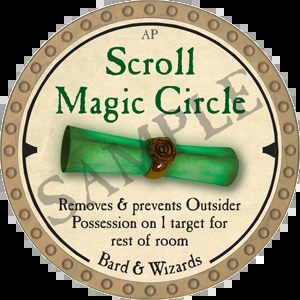 AP
Scroll
Magic Circle
SAMPLE
Removes & prevents Outsider
Possession on 1 target for
rest of room
Bard & Wizards